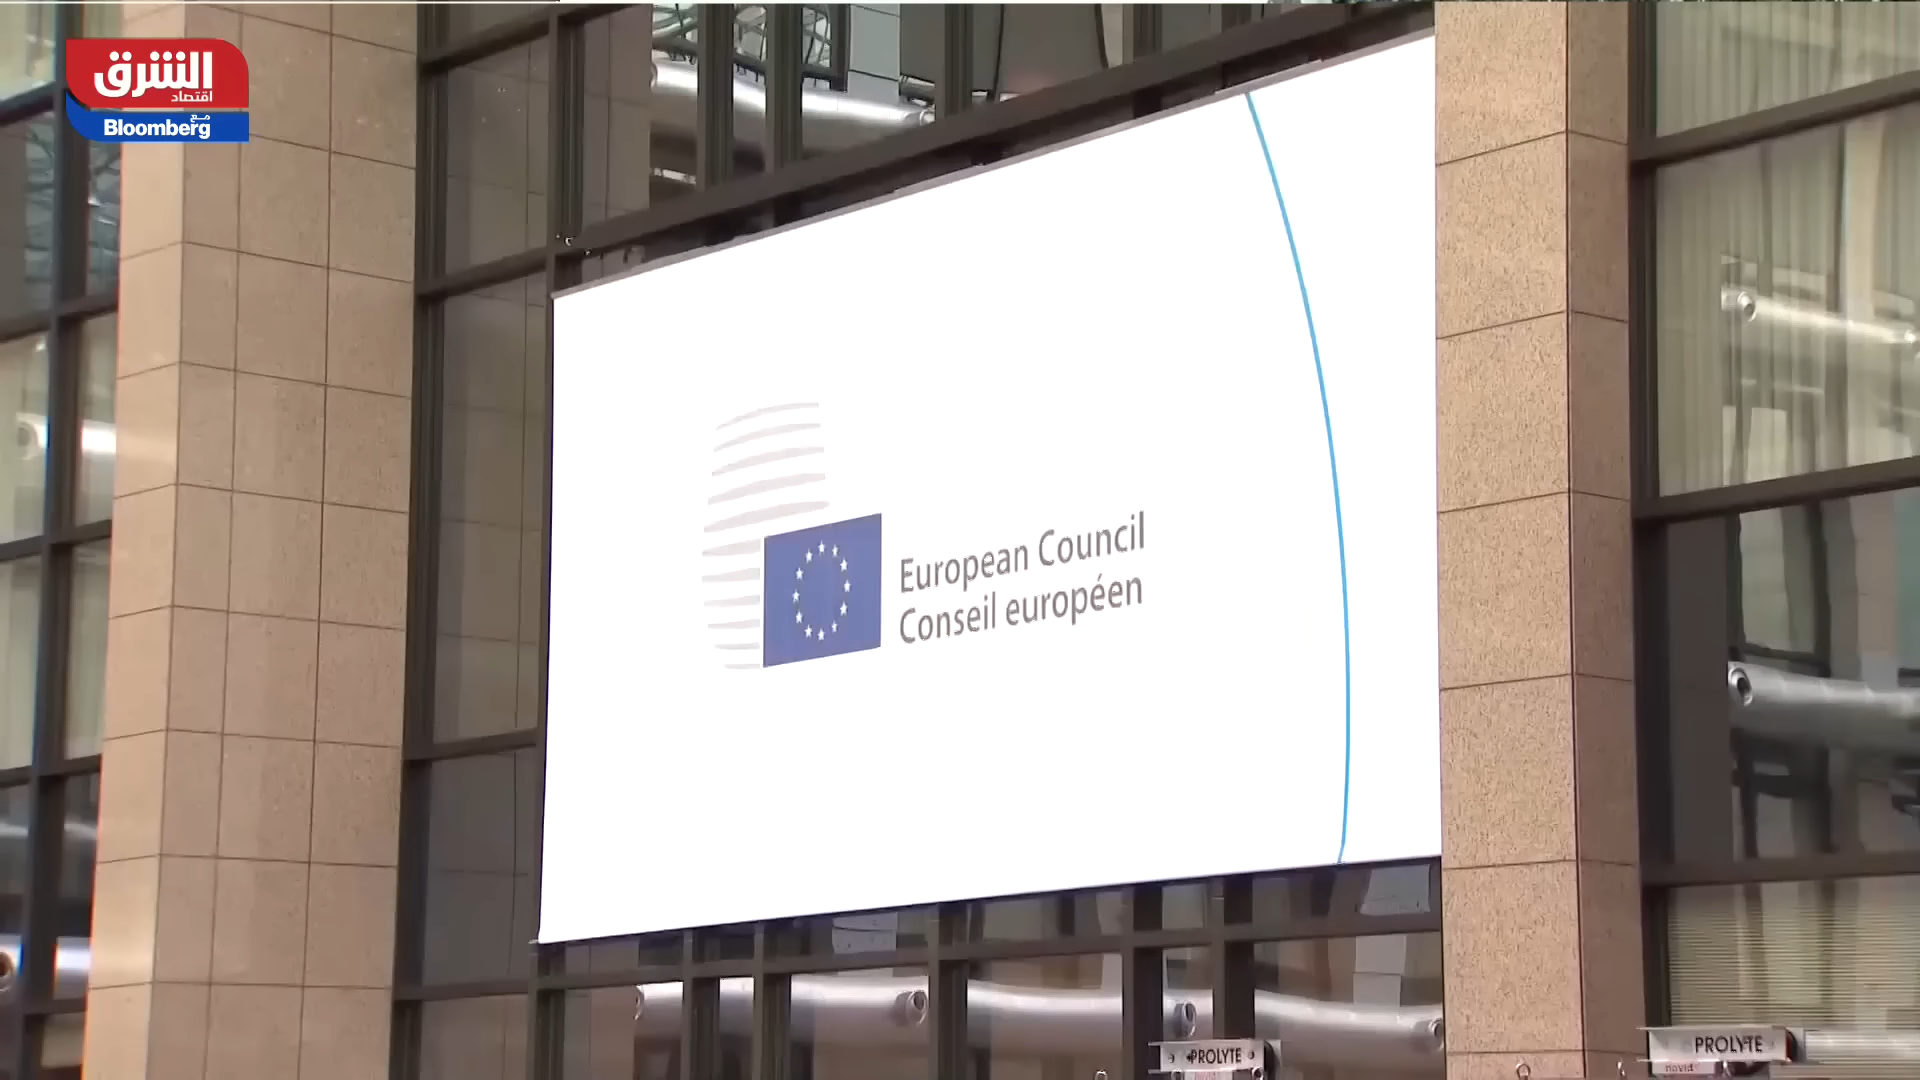 الشرق
اقتصاد
مع
Bloomberg
European Council
Conseil européen
PROLYTE
PROLYTE